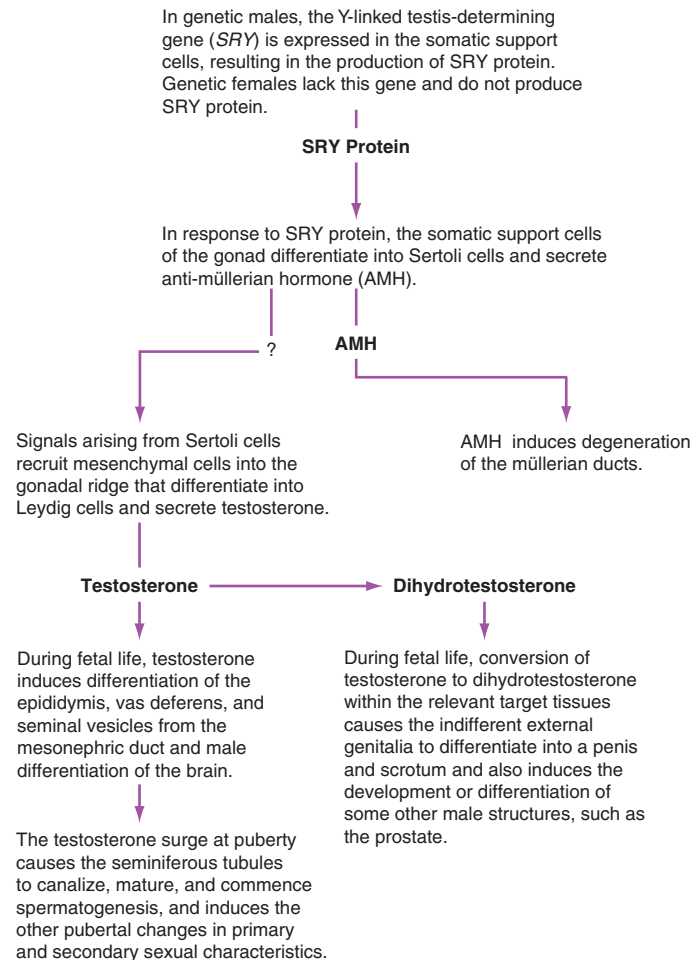 In genetic males, the Y-linked testis-determining
gene (SRY) is expressed in the somatic support
cells, resulting in the production of SRY protein.
Genetic females lack this gene and do not produce
SRY protein.
SRY Protein
In response to SRY protein, the somatic support cells
of the gonad differentiate into Sertoli cells and secrete
anti-müllerian hormone (AMH).
?
AMH
Signals arising from Sertoli cells
recruit mesenchymal cells into the
gonadal ridge that differentiate into
Leydig cells and secrete testosterone.
AMH induces degeneration
of the müllerian ducts.
Testosterone
Dihydrotestosterone
During fetal life, testosterone
induces differentiation of the
epididymis, vas deferens, and
seminal vesicles from the
mesonephric duct and male
differentiation of the brain.
During fetal life, conversion of
testosterone to dihydrotestosterone
within the relevant target tissues
causes the indifferent external
genitalia to differentiate into a penis
and scrotum and also induces the
development or differentiation of
some other male structures, such as
the prostate.
The testosterone surge at puberty
causes the seminiferous tubules
to canalize, mature, and commence
spermatogenesis, and induces the
other pubertal changes in primary
and secondary sexual characteristics.